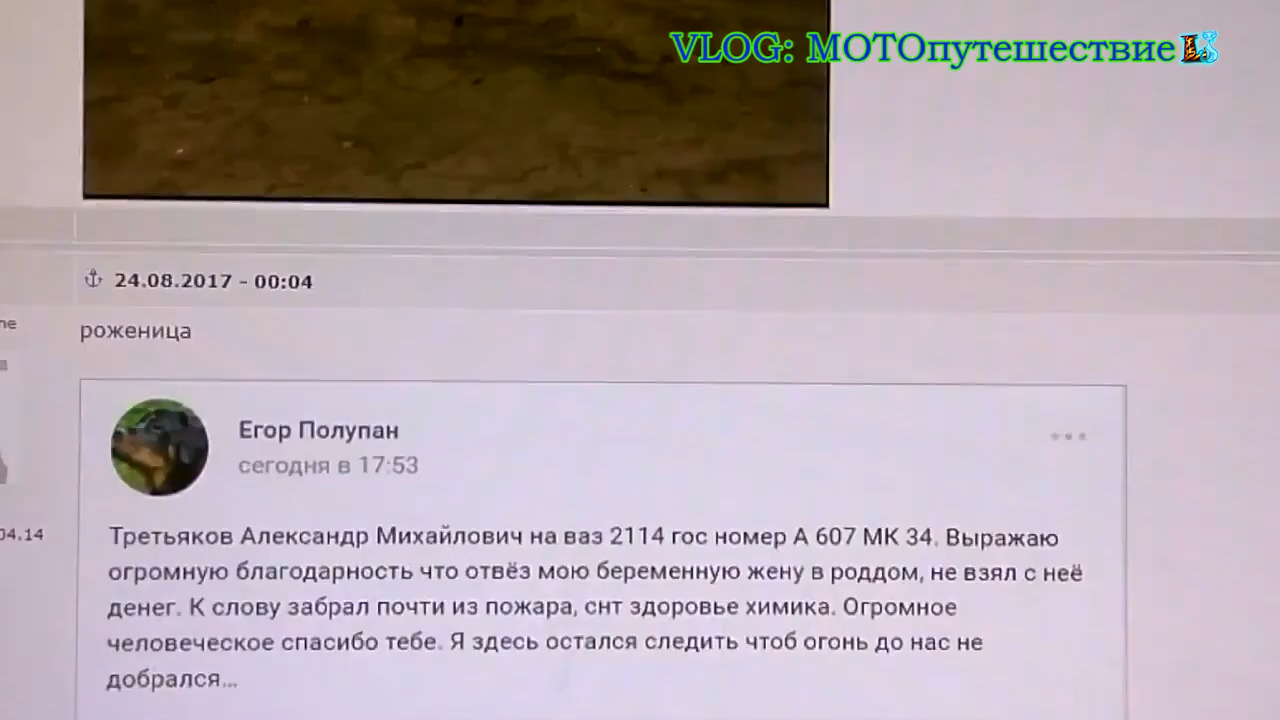 VLOG: МОТОпутешествие
24.08.2017 - 00:04
роженица
Егор Полупан
сегодня в 17:53
04.14
Третьяков Александр Михайлович на ваз 2114 гос номер А 607 МК 34. Выражаю
огромную благодарность что отвёз мою беременную жену в роддом, не взял с неё
денег. К слову забрал почти из пожара, снт здоровье химика. Огромное
человеческое спасибо тебе. Я здесь остался следить чтоб огонь до нас не
добрался...